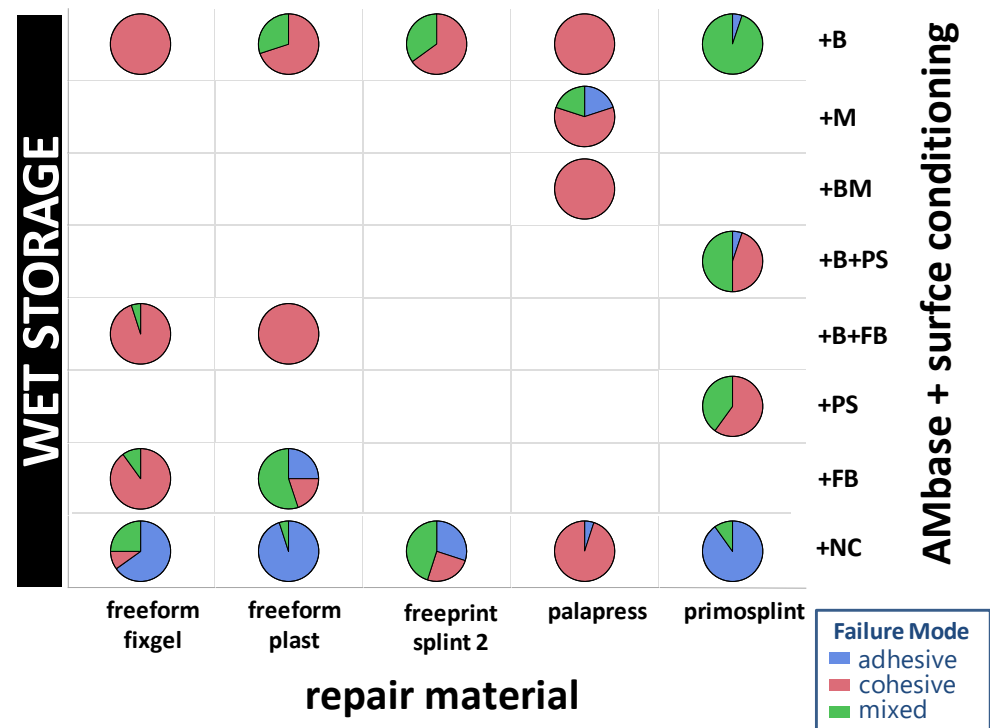 WET STORAGE
+B
+M
+BM
+B+PS
+B+FB
+PS
+FB
+NC
AMbase + surfce conditioning
freeform
fixgel
freeform
plast
freeprint
splint 2
palapress
primosplint
repair material
Failure Mode
adhesive
cohesive
mixed